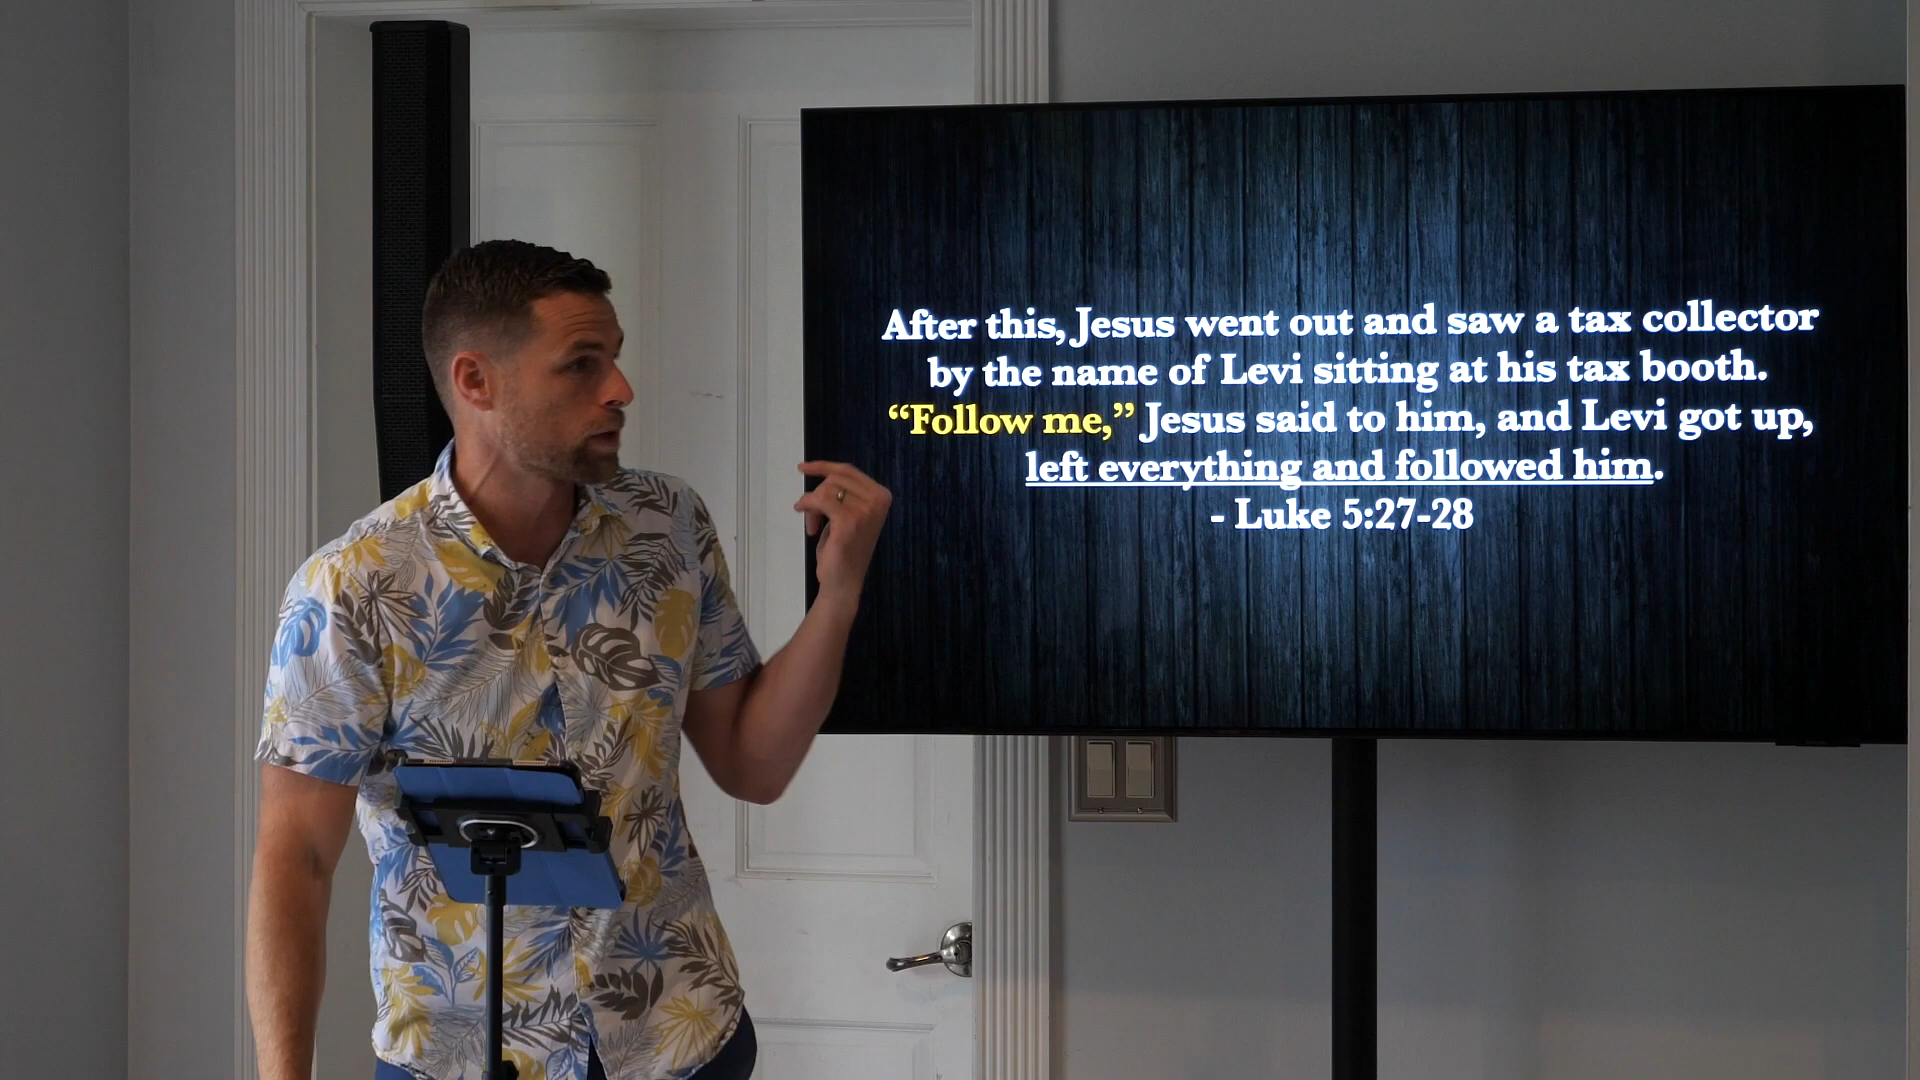 After this, Jesus went out and saw a tax collector
by the name of Levi sitting at his tax booth.
“Follow me,” Jesus said to him, and Levi got up,
left everything and followed him.
- Luke 5:27-28